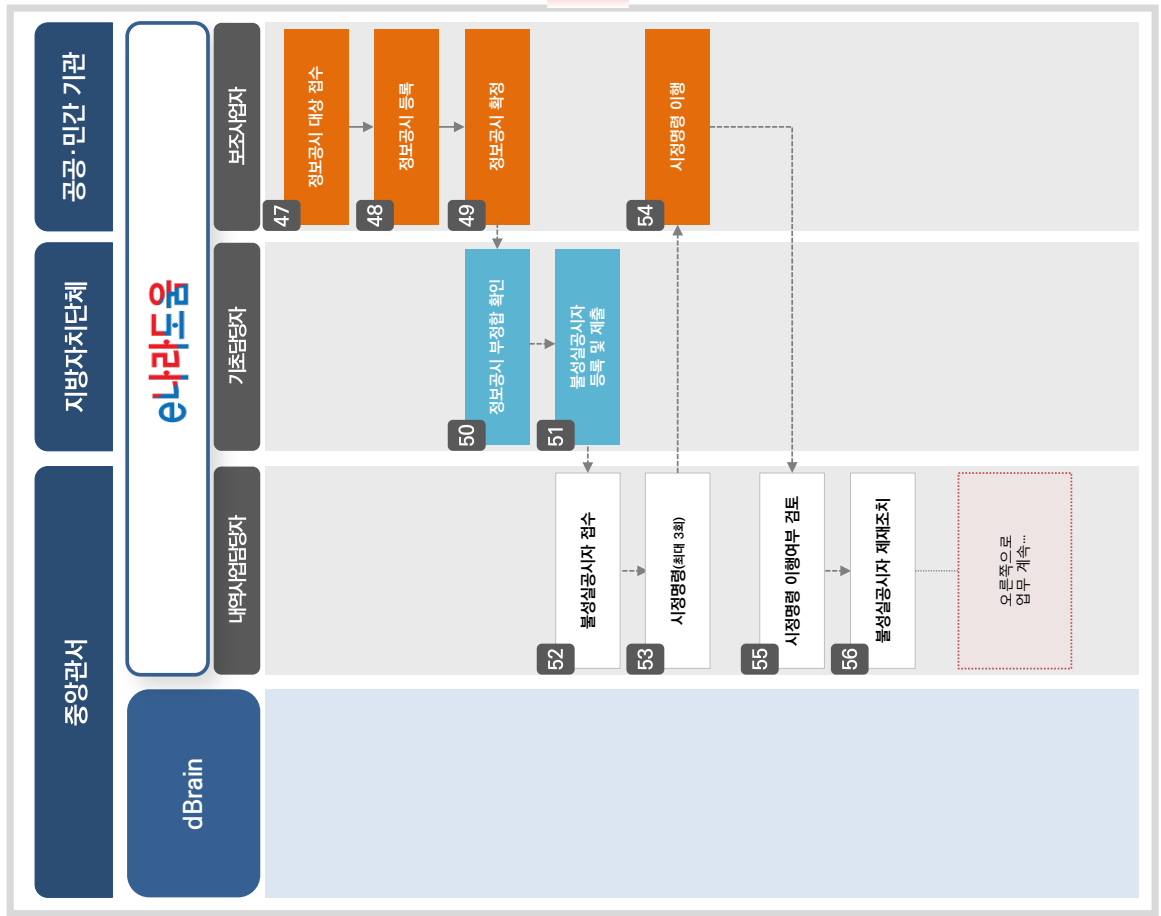 중앙관서
지방자치단체
공공·민간 기관
dBrain
e나라도움
내역사업담당자
기초담당자
보조사업자
47
정보공시 대상 접수
48
정보공시 등록
49
정보공시 확정
50
정보공시 부정합 확인
51
불성실공시자
등록 및 제출
52
불성실공시자 접수
53
시정명령(최대 3회)
54
시정명령 이행
55
시정명령 이행여부 검토
56
불성실공시자 제재조치
오른쪽으로
업무 계속…